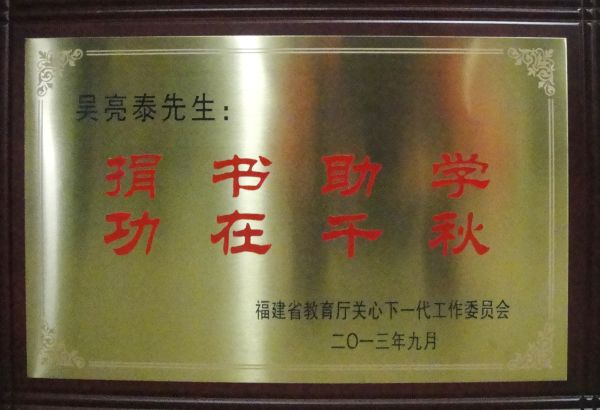 吴亮泰先生：
捐书助学
功在千秋
福建省教育厅关心下一代工作委员会
二〇一三年九月